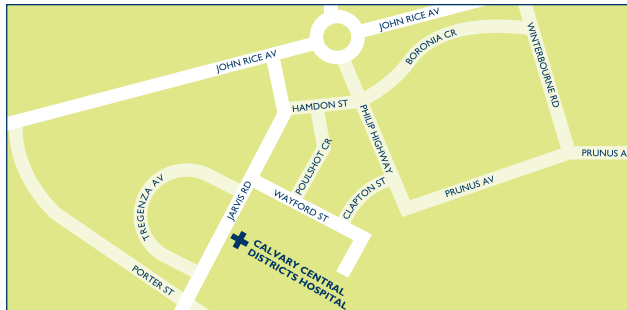 JOHN RICE AV
JOHN RICE AV
BORONIA CR
WINTERBOURNE RD
HAMDON ST
PHILIP HIGHWAY
POULSHOT CR
PRUNUS A
TREGENZA AV
JARVIS RD
WAYFORD ST
CLAPTON ST
PRUNUS AV
CALVARY CENTRAL
DISTRICTS HOSPITAL
PORTER ST